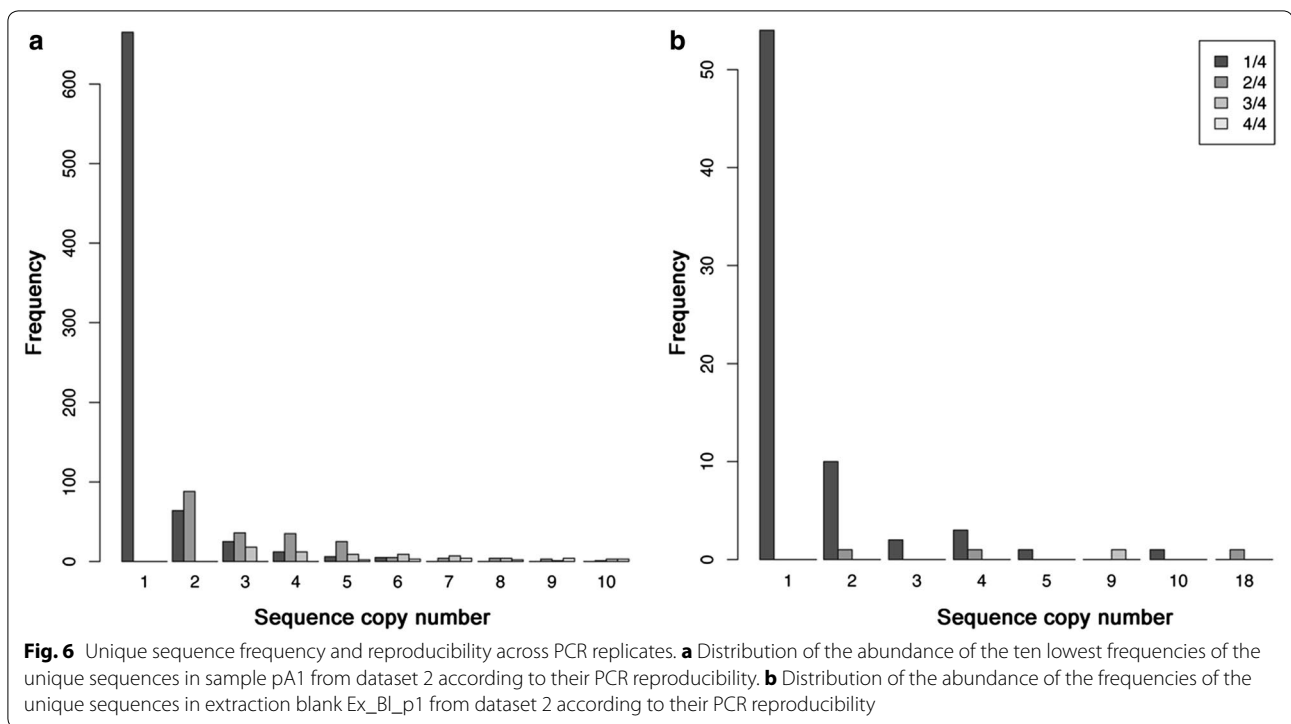 a
600
500
400
300
200
100
0
Frequency
1 2 3 4 5 6 7 8 9 10
Sequence copy number
b
50
40
30
20
10
0
Frequency
1 2 3 4 5 9 10 18
Sequence copy number
1/4
2/4
3/4
4/4
Fig. 6 Unique sequence frequency and reproducibility across PCR replicates. a Distribution of the abundance of the ten lowest frequencies of the
unique sequences in sample pA1 from dataset 2 according to their PCR reproducibility. b Distribution of the abundance of the frequencies of the
unique sequences in extraction blank Ex_Bl_p1 from dataset 2 according to their PCR reproducibility